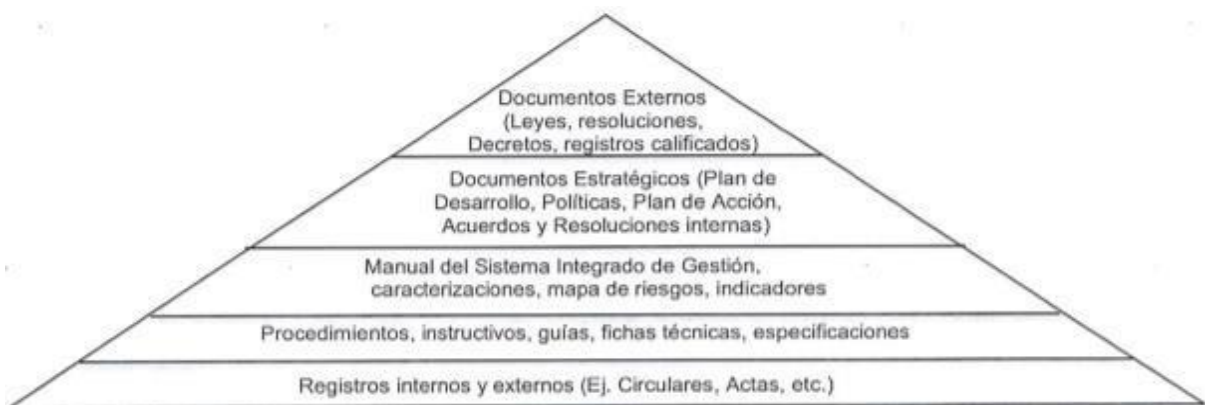 Documentos Externos
(Leyes, resoluciones,
Decretos, registros calificados)
Documentos Estratégicos (Plan de
Desarrollo, Políticas, Plan de Acción,
Acuerdos y Resoluciones internas)
Manual del Sistema Integrado de Gestión,
caracterizaciones, mapa de riesgos, indicadores
Procedimientos, instructivos, guías, fichas técnicas, especificaciones
Registros internos y externos (Ej. Circulares, Actas, etc.)